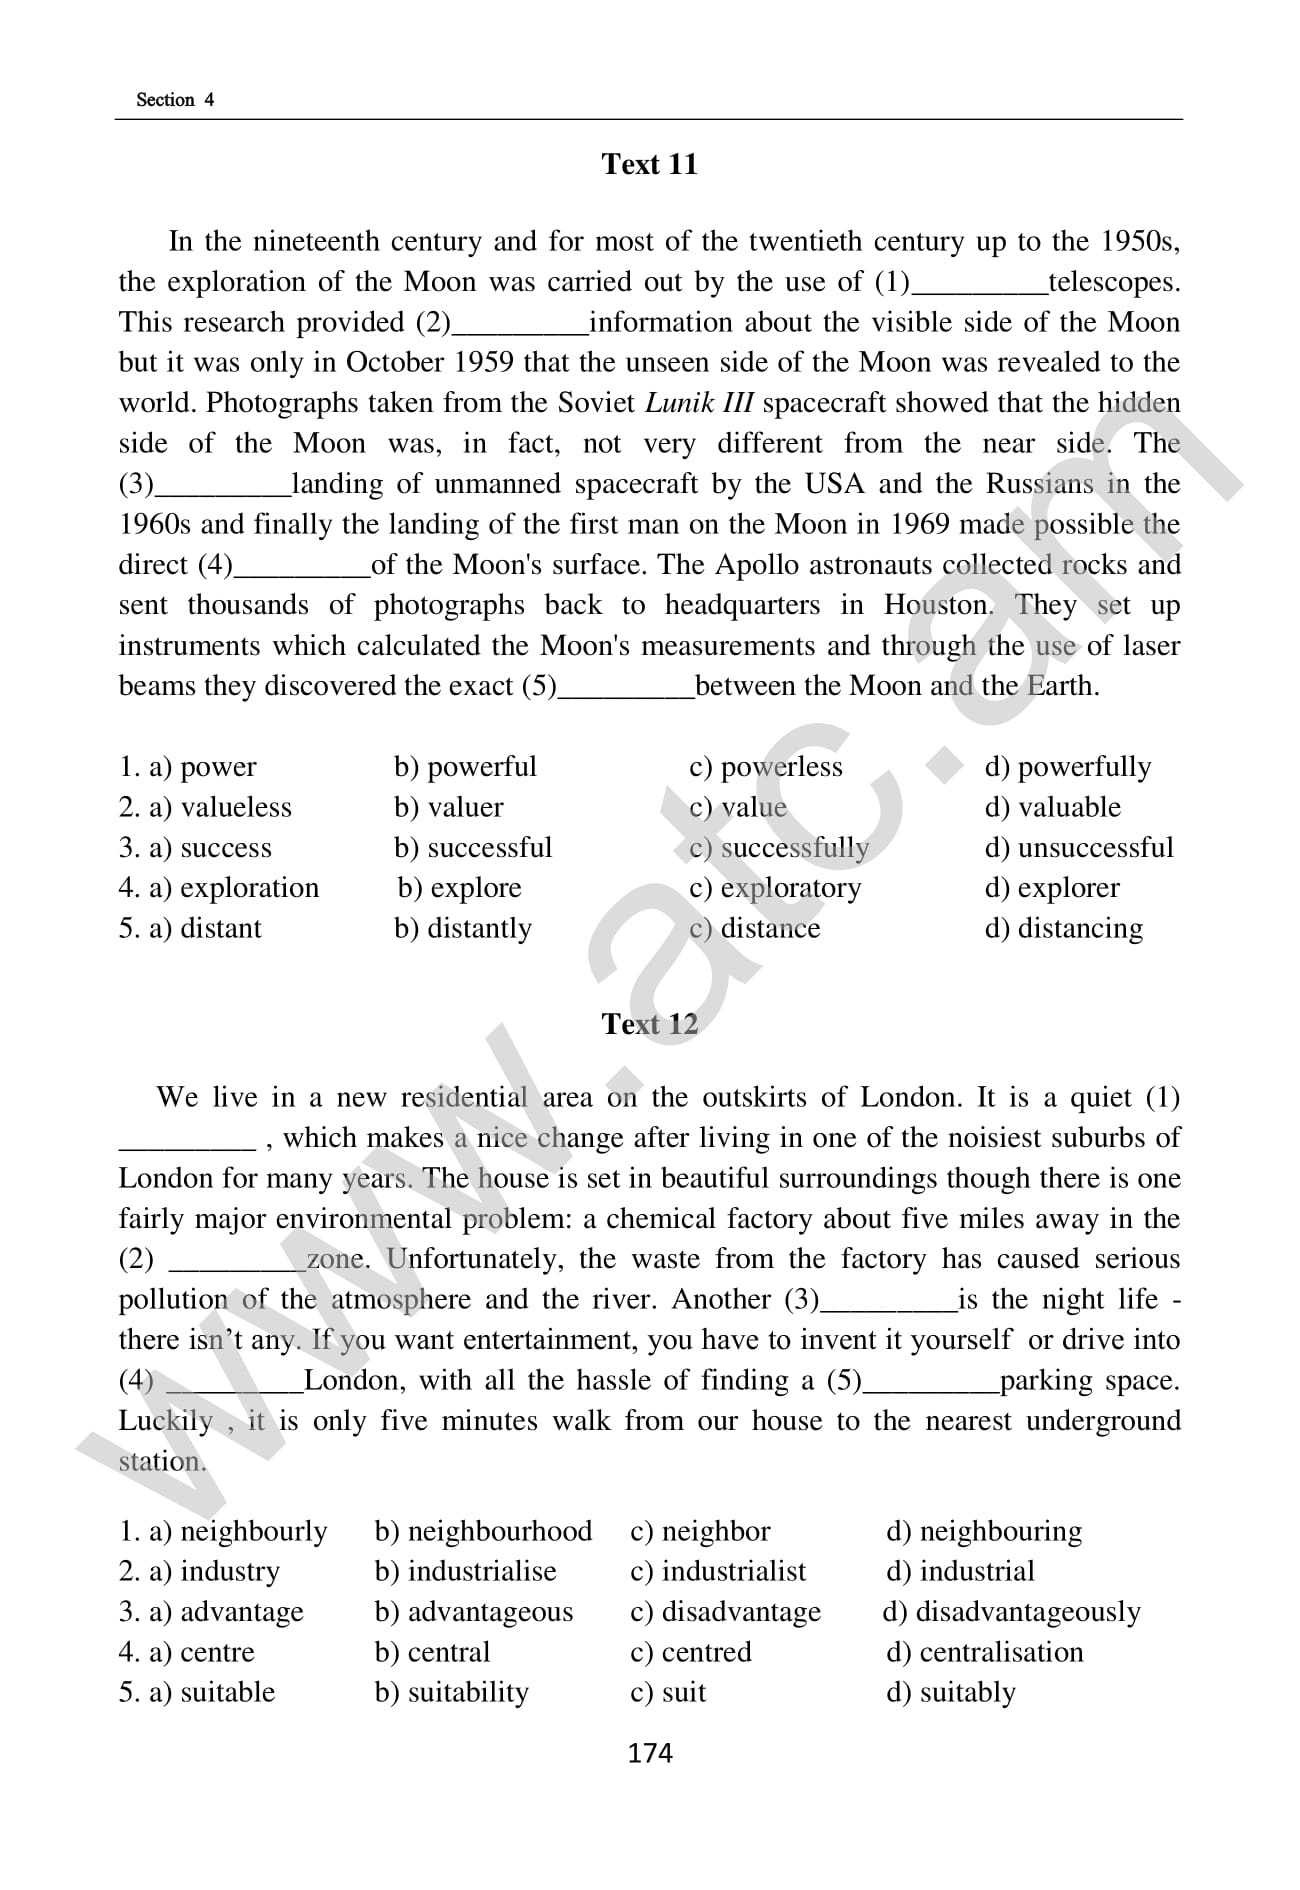 Section 4
Text 11
In the nineteenth century and for most of the twentieth century up to the 1950s,
the exploration of the Moon was carried out by the use of (1)_________telescopes.
This research provided (2)_________information about the visible side of the Moon
but it was only in October 1959 that the unseen side of the Moon was revealed to the
world. Photographs taken from the Soviet Lunik III spacecraft showed that the hidden
side of the Moon was, in fact, not very different from the near side. The
(3)_________landing of unmanned spacecraft by the USA and the Russians in the
1960s and finally the landing of the first man on the Moon in 1969 made possible the
direct (4)_________of the Moon's surface. The Apollo astronauts collected rocks and
sent thousands of photographs back to headquarters in Houston. They set up
instruments which calculated the Moon's measurements and through the use of laser
beams they discovered the exact (5)_________between the Moon and the Earth.
1. a) power b) powerful c) powerless d) powerfully
2. a) valueless b) valuer c) value d) valuable
3. a) success b) successful c) successfully d) unsuccessful
4. a) exploration b) explore c) exploratory d) explorer
5. a) distant b) distantly c) distance d) distancing
Text 12
We live in a new residential area on the outskirts of London. It is a quiet (1)
_________ , which makes a nice change after living in one of the noisiest suburbs of
London for many years. The house is set in beautiful surroundings though there is one
fairly major environmental problem: a chemical factory about five miles away in the
(2) _________zone. Unfortunately, the waste from the factory has caused serious
pollution of the atmosphere and the river. Another (3)_________is the night life -
there isn’t any. If you want entertainment, you have to invent it yourself or drive into
(4) _________London, with all the hassle of finding a (5)_________parking space.
Luckily , it is only five minutes walk from our house to the nearest underground
station.
1. a) neighbourly b) neighbourhood c) neighbor d) neighbouring
2. a) industry b) industrialise c) industrialist d) industrial
3. a) advantage b) advantageous c) disadvantage d) disadvantageously
4. a) centre b) central c) centred d) centralisation
5. a) suitable b) suitability c) suit d) suitably
174
www.atc.am